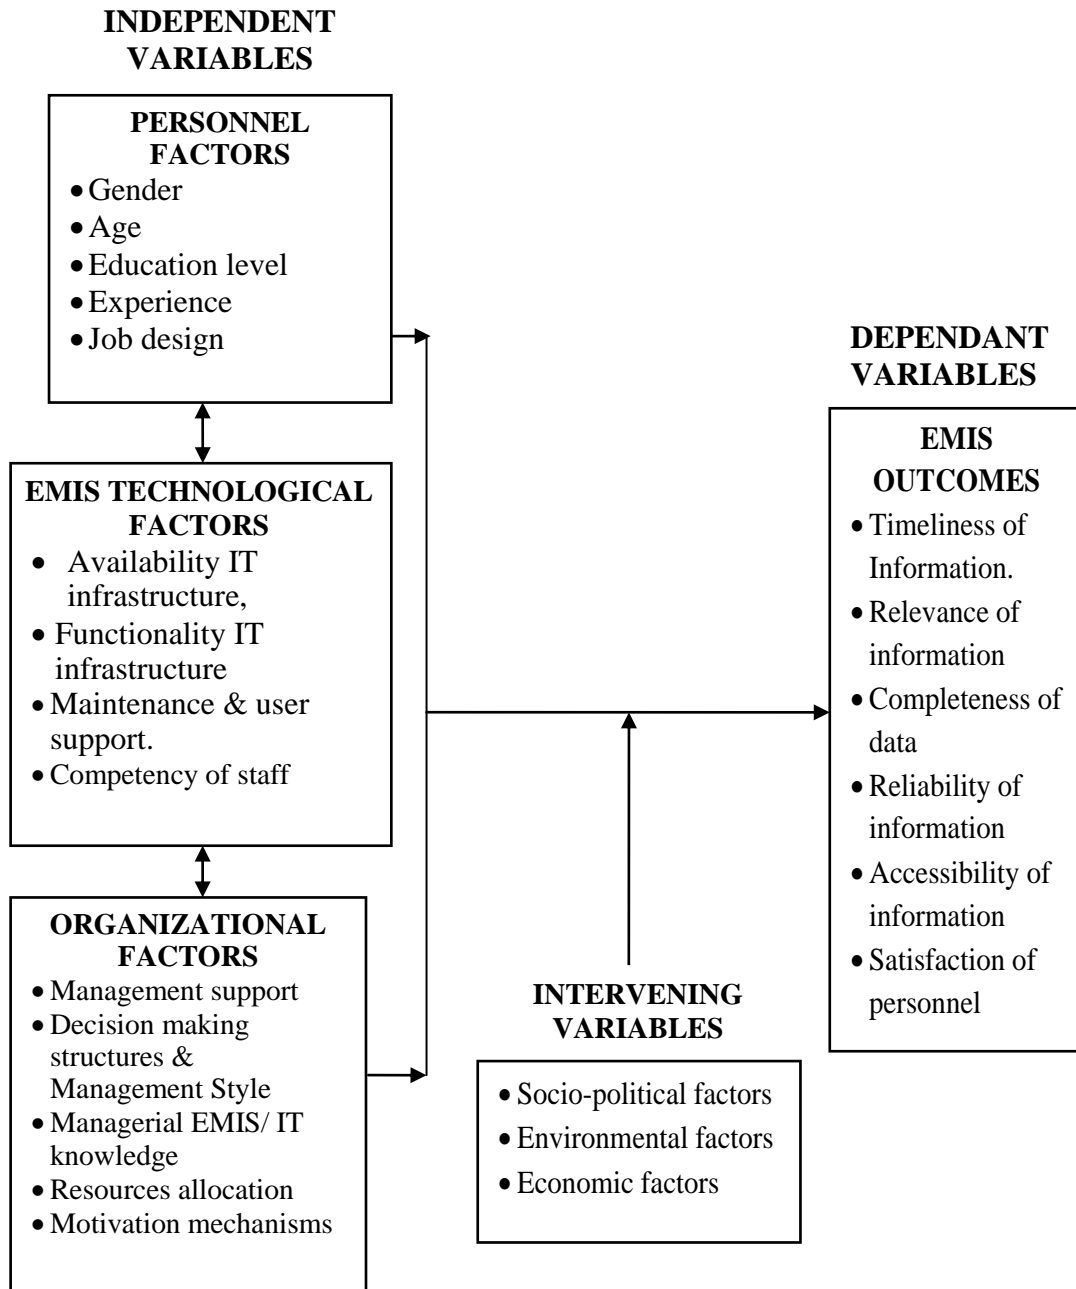 INDEPENDENT
VARIABLES
PERSONNEL
FACTORS
• Gender
• Age
• Education level
• Experience
• Job design
EMIS TECHNOLOGICAL
FACTORS
• Availability IT
infrastructure,
• Functionality IT
infrastructure
• Maintenance & user
support.
• Competency of staff
ORGANIZATIONAL
FACTORS
• Management support
• Decision making
structures &
Management Style
• Managerial EMIS/ IT
knowledge
• Resources allocation
• Motivation mechanisms
INTERVENING
VARIABLES
• Socio-political factors
• Environmental factors
• Economic factors
DEPENDANT
VARIABLES
EMIS
OUTCOMES
• Timeliness of
Information.
• Relevance of
information
• Completeness of
data
• Reliability of
information
• Accessibility of
information
• Satisfaction of
personnel